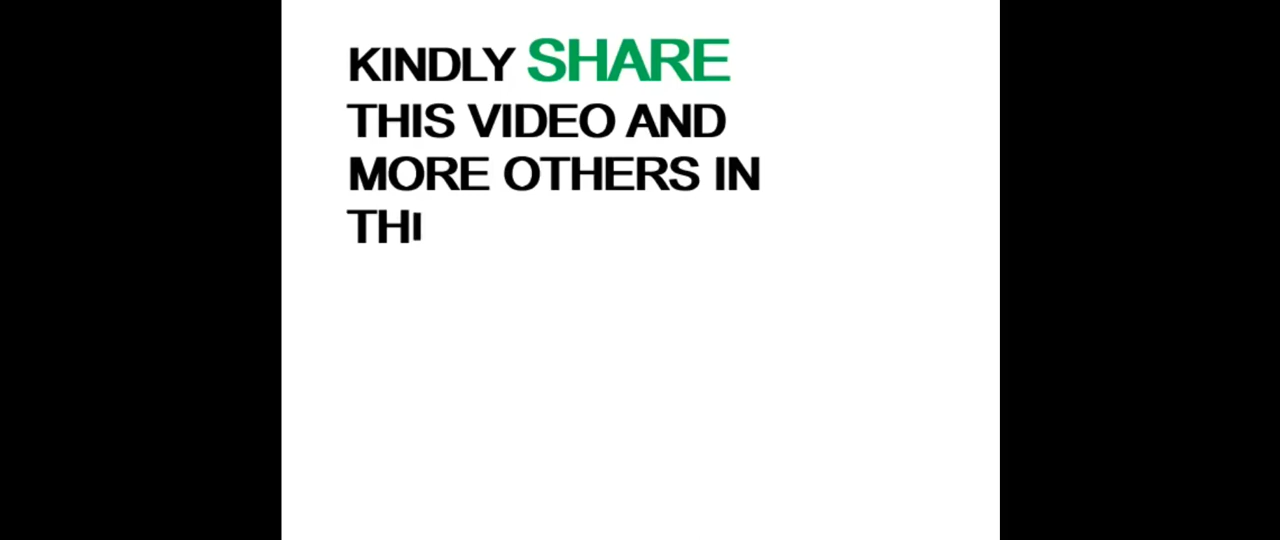 KINDLY SHARE
THIS VIDEO AND
MORE OTHERS IN
THI